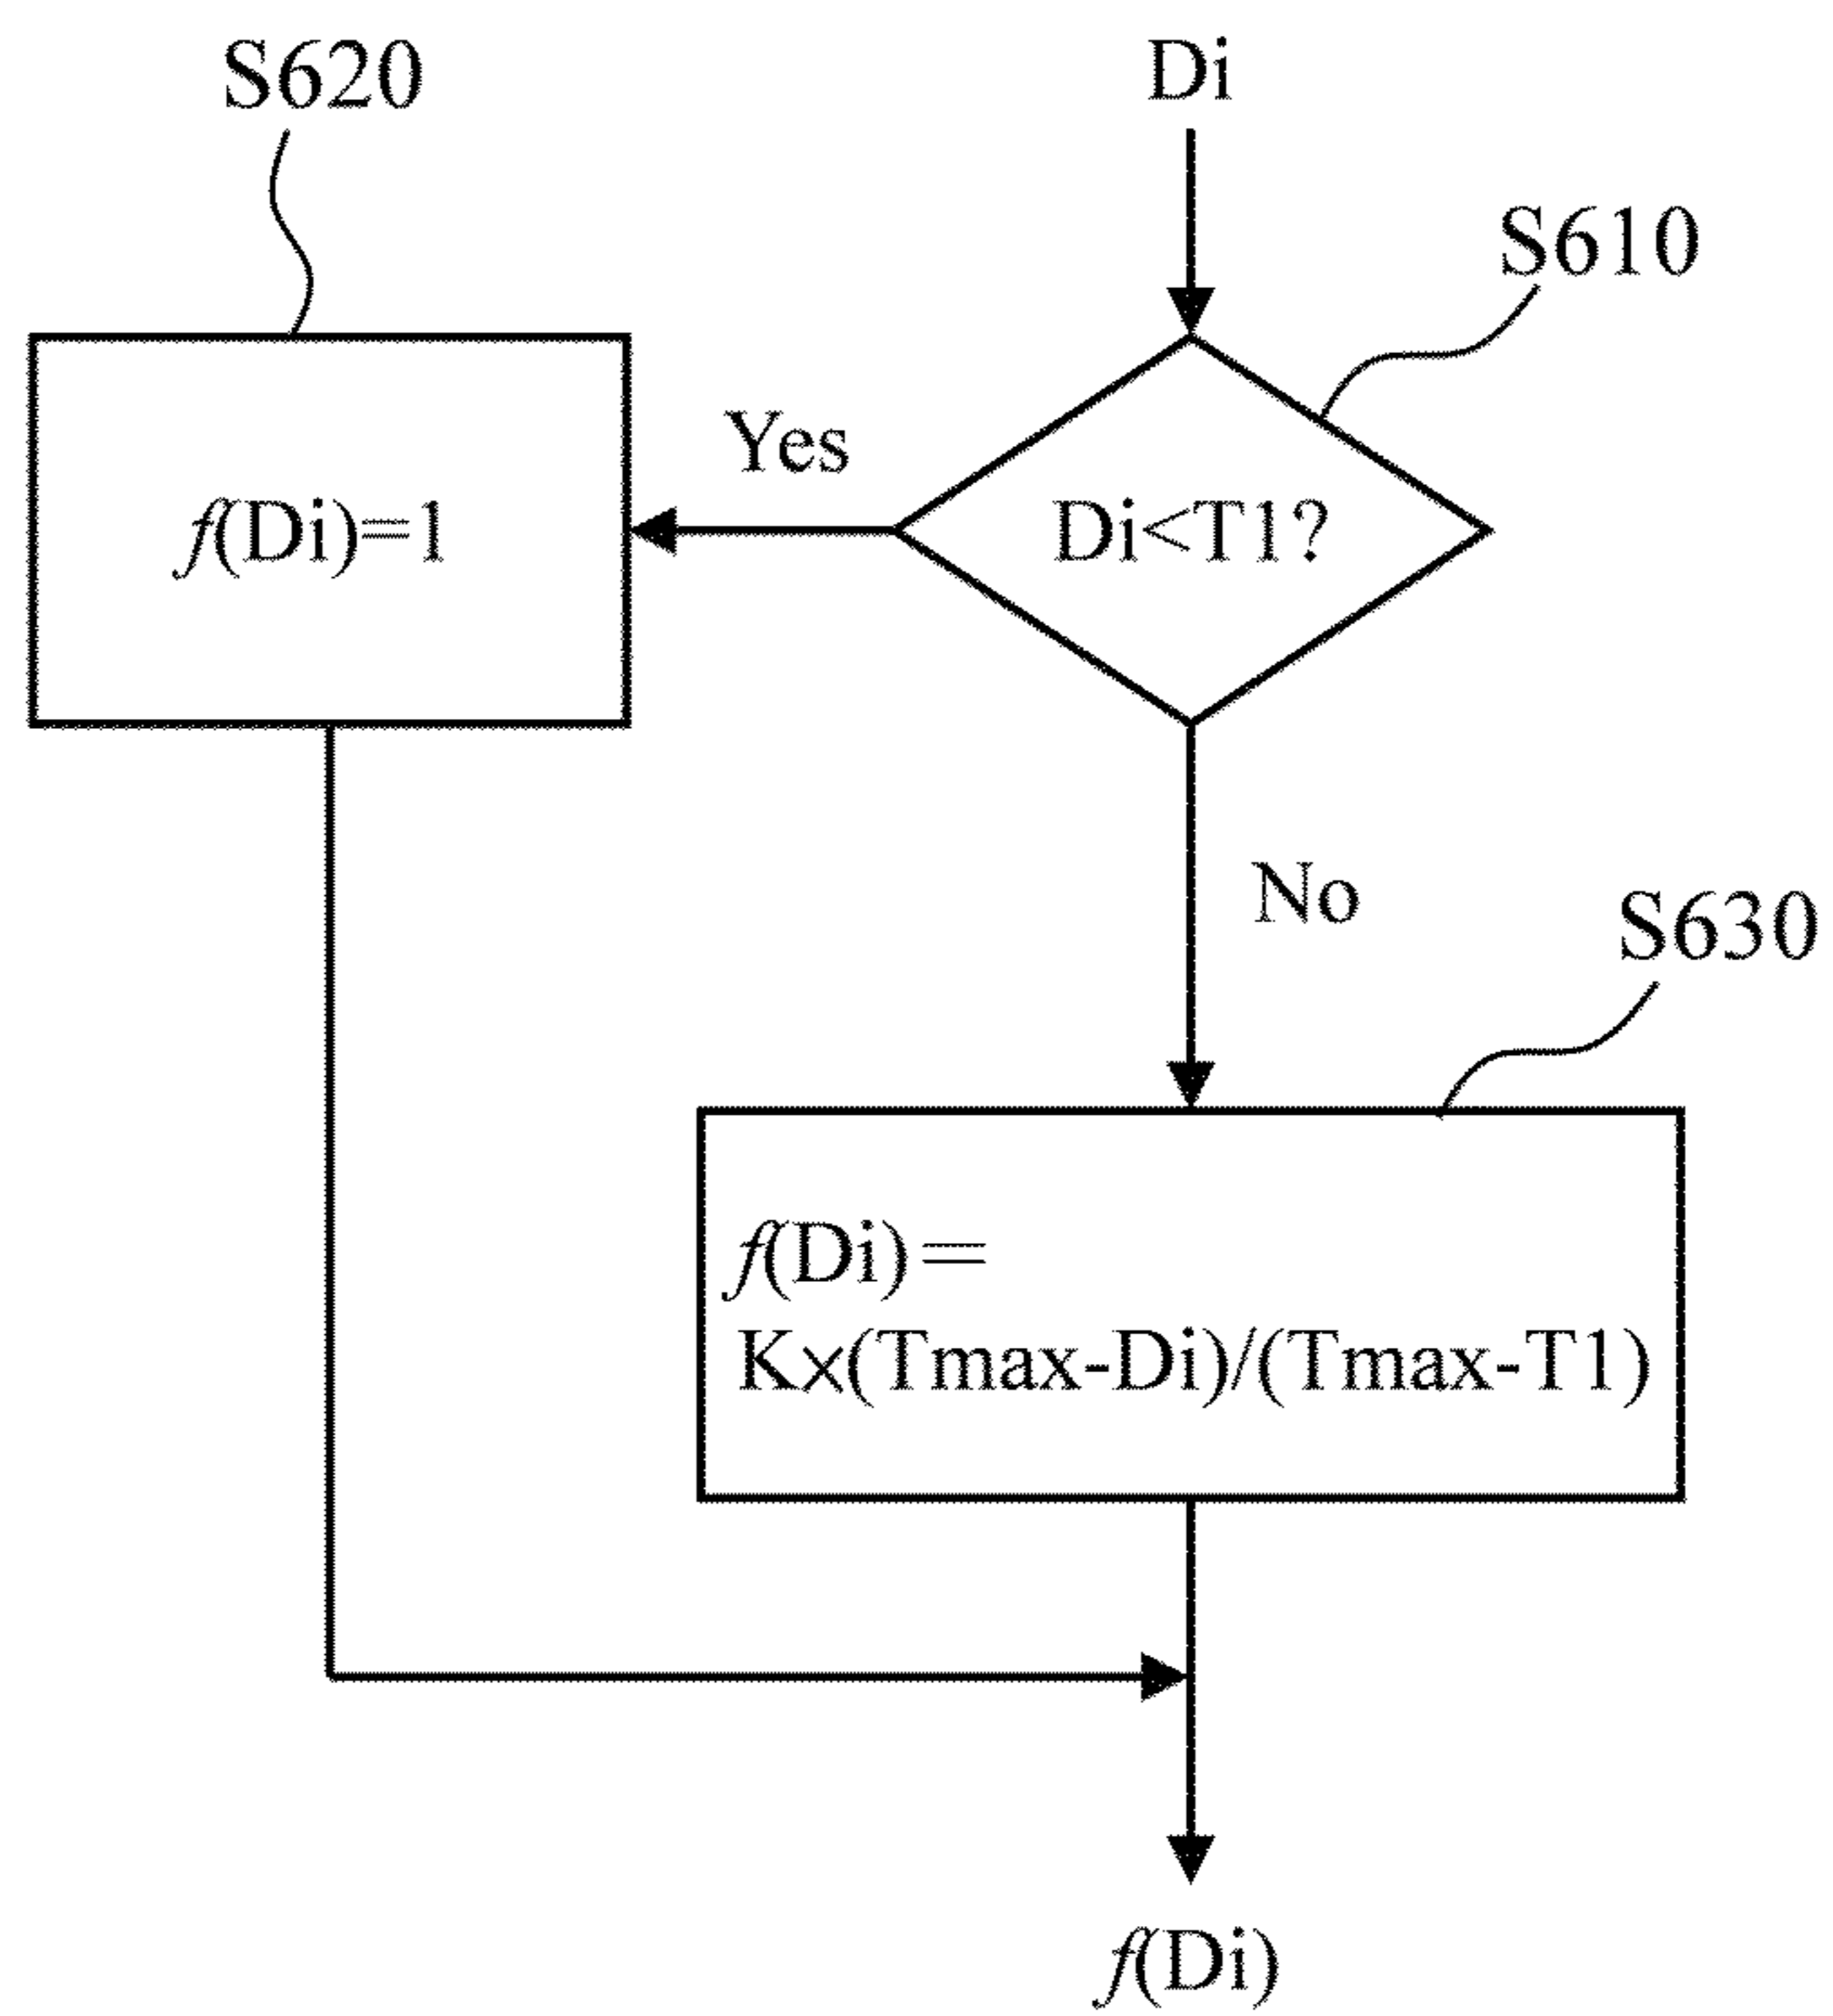 S620
Di
S610
Yes
f(Di)=1
Di<T1?
No
S630
f(Di)=
K×(Tmax-Di)/(Tmax-T1)
f(Di)